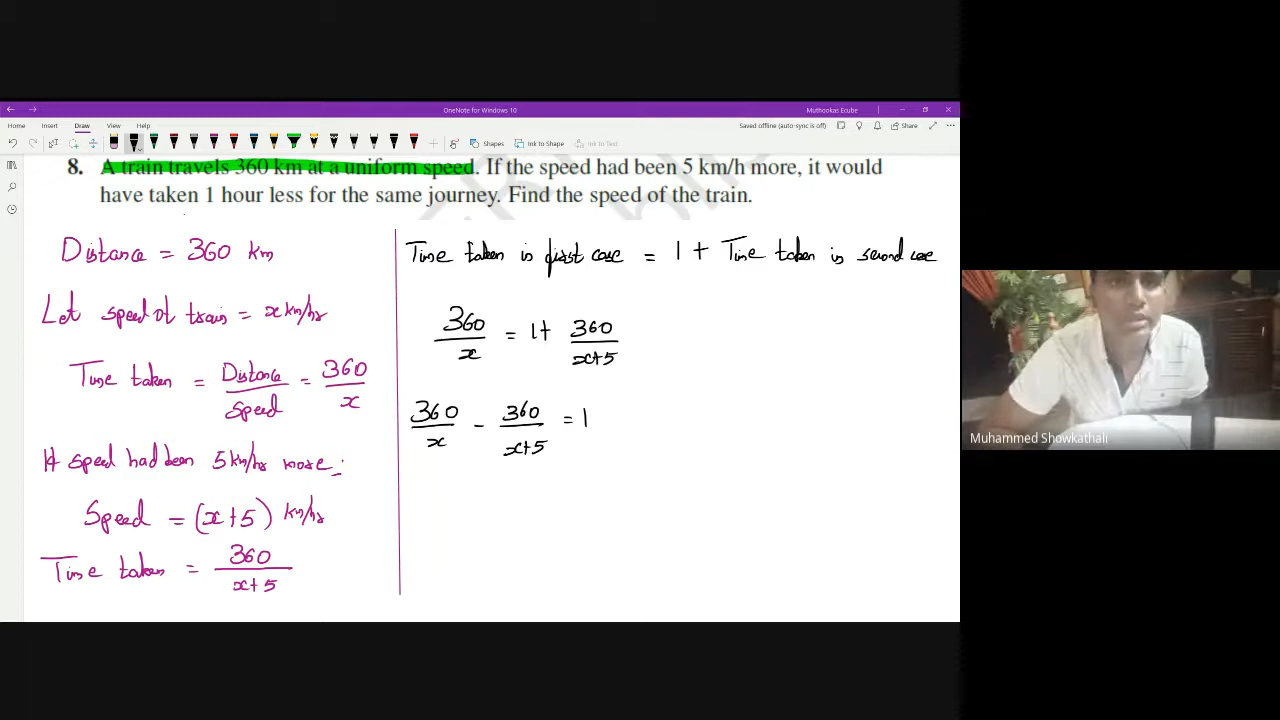 OneNote for Windows 10
Muthookas Ecube
Home Insert Draw View Help
Saved offline (auto-sync is off) Share
Shapes Ink to Shape Ink to Text
8. A train travels 360 km at a uniform speed. If the speed had been 5 km/h more, it would
have taken 1 hour less for the same journey. Find the speed of the train.
Distance = 360 km
Let speed of train = x km/hr
Time taken = Distance/Speed = 360/x
If speed had been 5 km/hr more:
Speed = (x+5) km/hr
Time taken = 360/x+5
Time taken in first case = 1 + Time taken in second case
360/x = 1+ 360/x+5
360/x - 360/x+5 = 1
Muhammed Showkathali